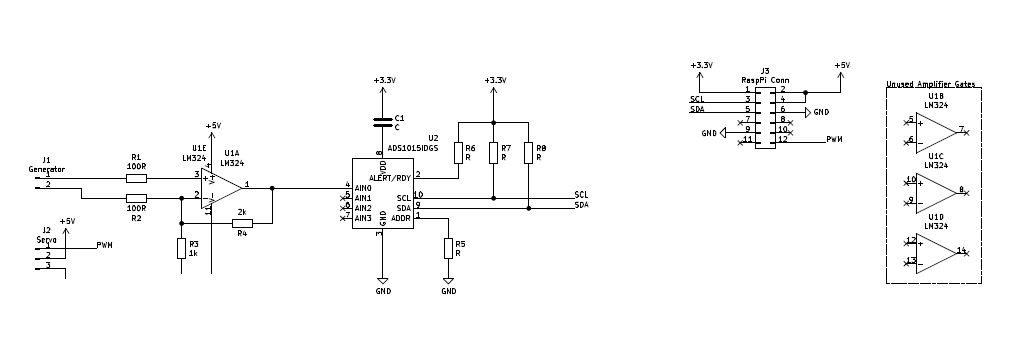 +3.3V
+3.3V
C1
C
U2
ADS1015IDGS
VDD
8
ALERT/RDY
2
4
AIN0
5
AIN1
6
AIN2
7
AIN3
GND
3
SCL
10
SDA
9
ADDR
1
R6
R
R7
R
R8
R
SCL
SDA
R5
R
GND
GND
+5V
U1E
LM324
U1A
LM324
4
V+
V-
11
3
+
2
-
1
J1
Generator
1
2
R1
100R
100R
R2
2k
R4
R3
1k
J2
Servo
1
2
3
+5V
PWM
+3.3V
J3
RaspPi Conn
+5V
1
2
3
4
5
6
7
8
9
10
11
12
SCL
SDA
GND
GND
PWM
Unused Amplifier Gates
U1B
LM324
5
+
6
-
7
U1C
LM324
10
+
9
-
8
U1D
LM324
12
+
13
-
14